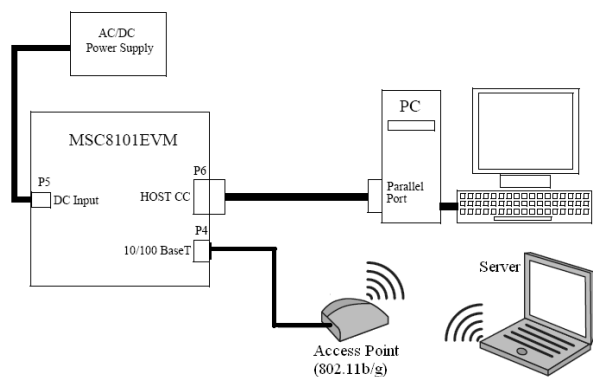 AC/DC
Power Supply
PC
MSC8101EVM
P6
P5
HOST CC
Parallel
Port
DC Input
P4
10/100 BaseT
Server
Access Point
(802.11b/g)